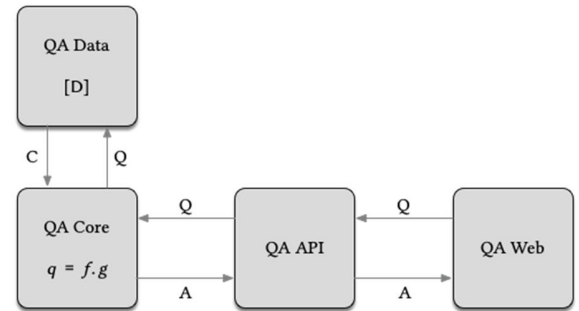 QA Data
[D]
C
Q
QA Core
q = f.g
Q
A
QA API
Q
A
QA Web